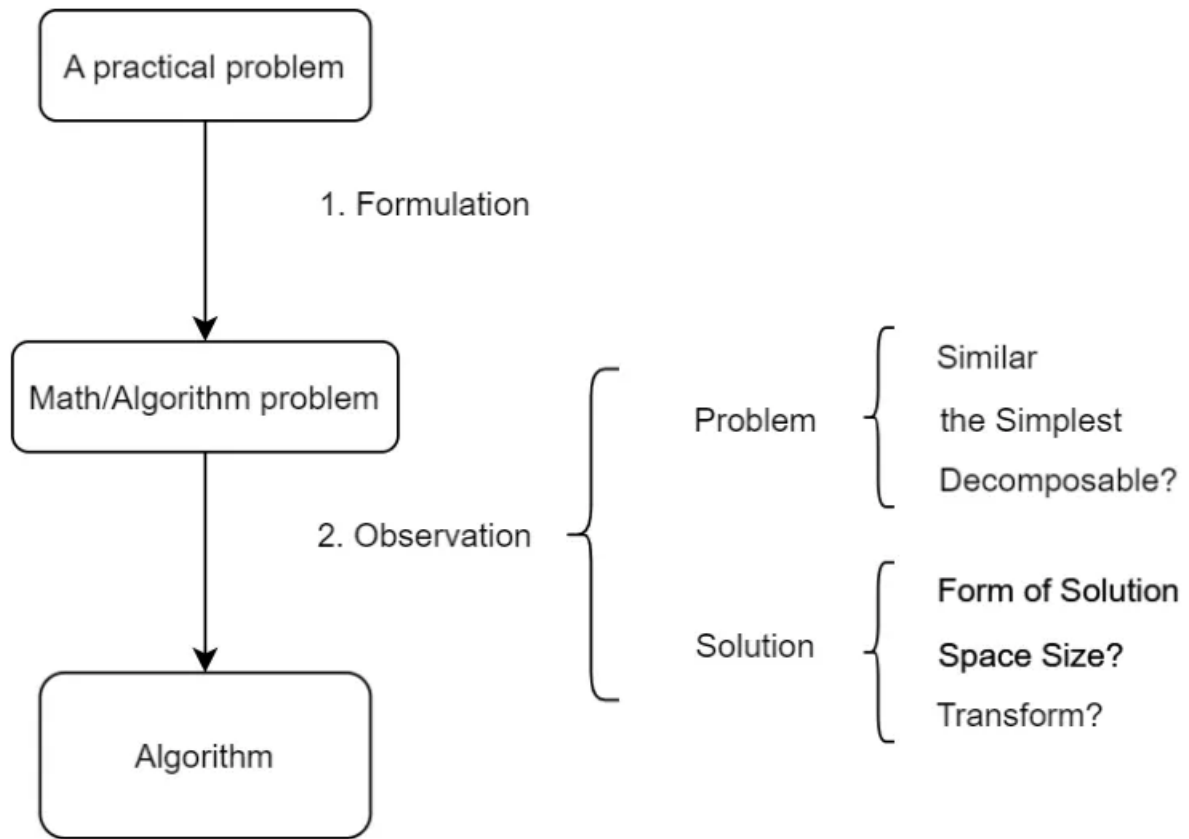 A practical problem
1. Formulation
Math/Algorithm problem
2. Observation
Problem
Similar
the Simplest
Decomposable?
Solution
Form of Solution
Space Size?
Transform?
Algorithm